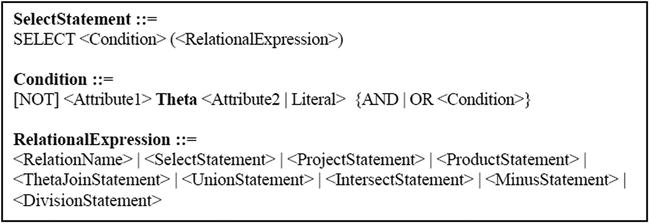 SelectStatement ::=
SELECT <Condition> (<RelationalExpression>)
Condition ::=
[NOT] <Attribute1> Theta <Attribute2 | Literal> {AND | OR <Condition>}
RelationalExpression ::=
<RelationName> | <SelectStatement> | <ProjectStatement> | <ProductStatement> |
<ThetaJoinStatement> | <UnionStatement> | <IntersectStatement> | <MinusStatement> |
<DivisionStatement>